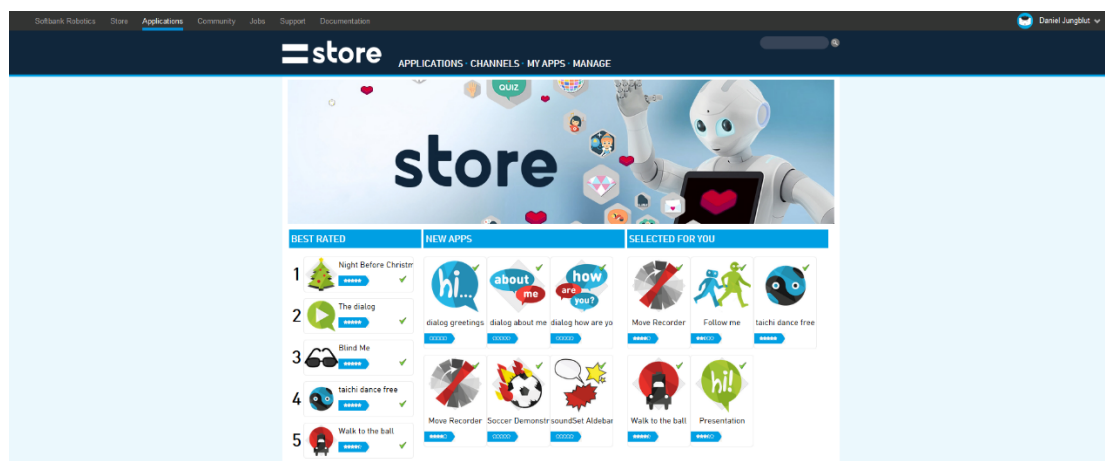 Softbank Robotics Store Applications Community Jobs Support Documentation
Daniel Jungblut
store
APPLICATIONS · CHANNELS · MY APPS · MANAGE
QUIZ
store
BEST RATED
1 Night Before Christm
2 The dialog
3 Blind Me
4 taichi dance free
5 Walk to the ball
NEW APPS
hi...
about me
how are you?
dialog greetings dialog about me dialog how are yo
Move Recorder Soccer Demonstr soundSet Aldebar
SELECTED FOR YOU
Move Recorder Follow me taichi dance free
hi!
Walk to the ball Presentation